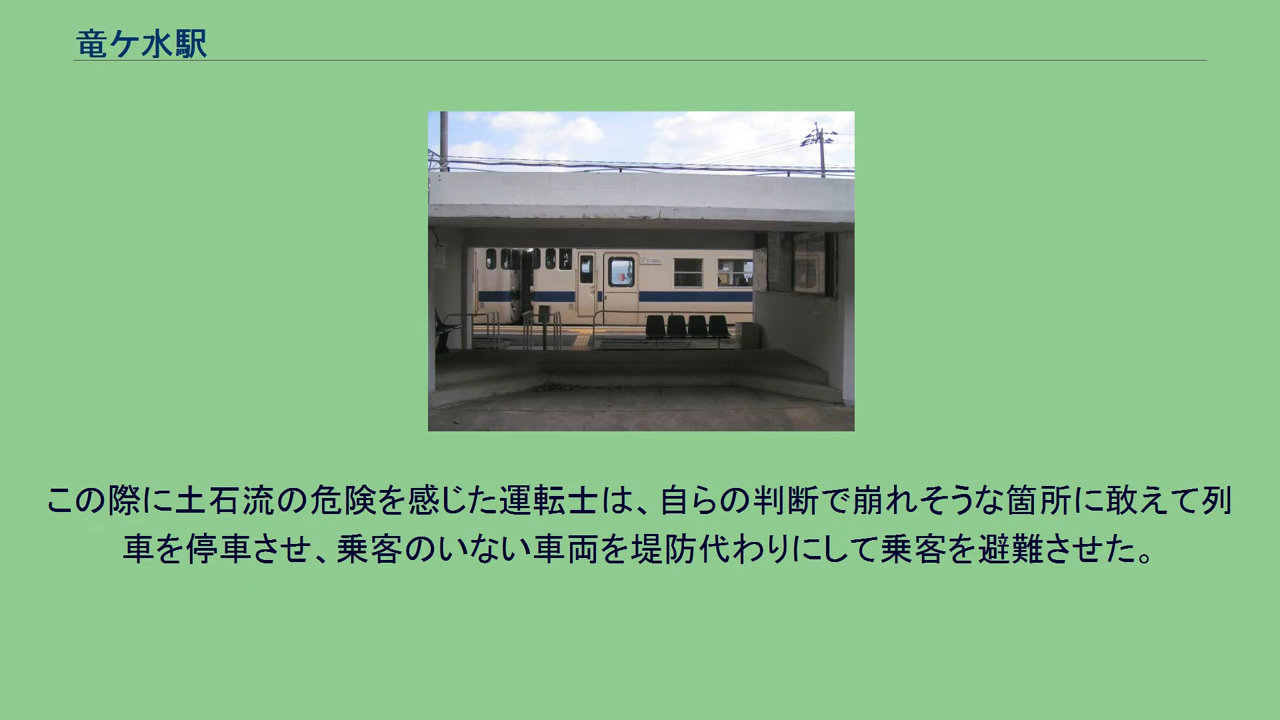 竜ケ水駅
この際に土石流の危険を感じた運転士は、自らの判断で崩れそうな箇所に敢えて列
車を停車させ、乗客のいない車両を堤防代わりにして乗客を避難させた。